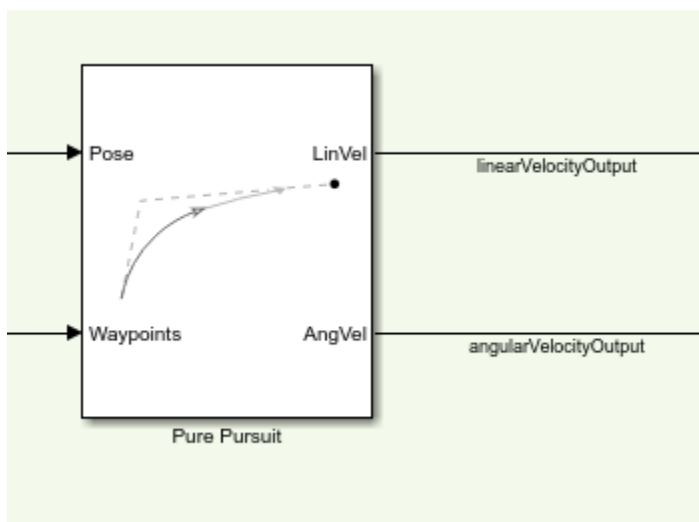 Pose
LinVel
linearVelocityOutput
Waypoints
AngVel
angularVelocityOutput
Pure Pursuit